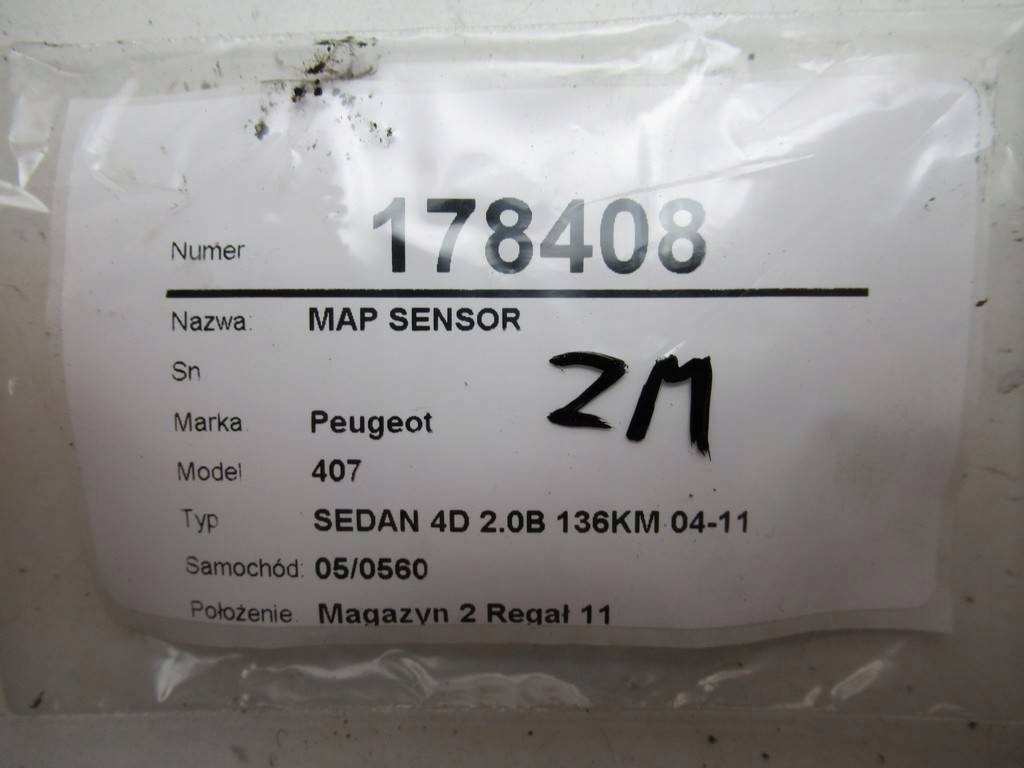 Numer 178408
Nazwa: MAP SENSOR
Sn
ZM
Marka Peugeot
Model 407
Typ SEDAN 4D 2.0B 136KM 04-11
Samochód: 05/0560
Położenie Magazyn 2 Regał 11